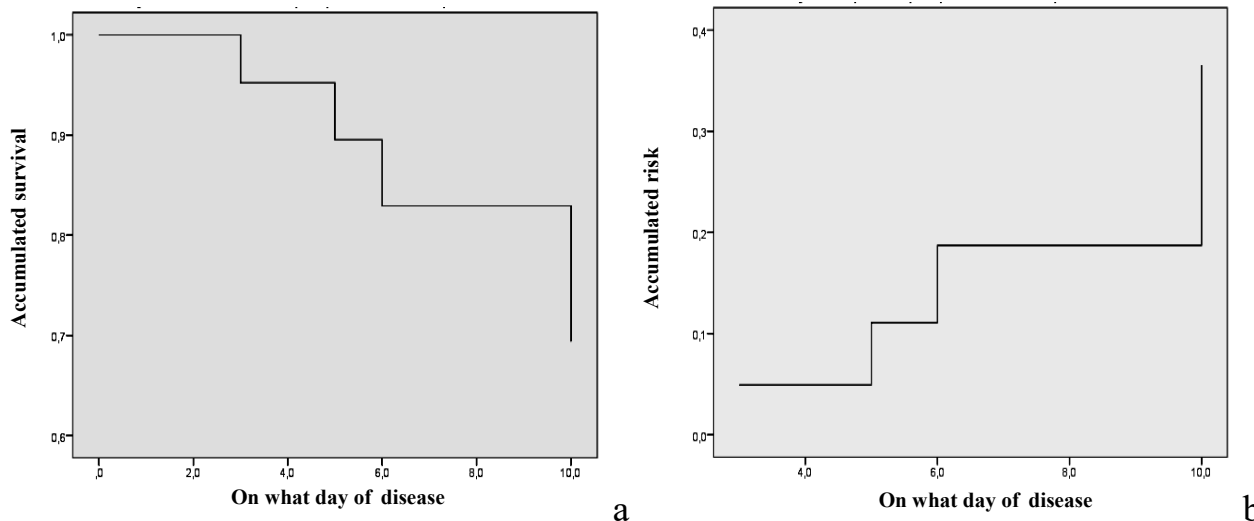 1,0
0,9
0,8
0,7
0,6
Accumulated survival
,0 2,0 4,0 6,0 8,0 10,0
On what day of disease
a
0,4
0,3
0,2
0,1
0,0
Accumulated risk
4,0 6,0 8,0 10,0
On what day of disease
b